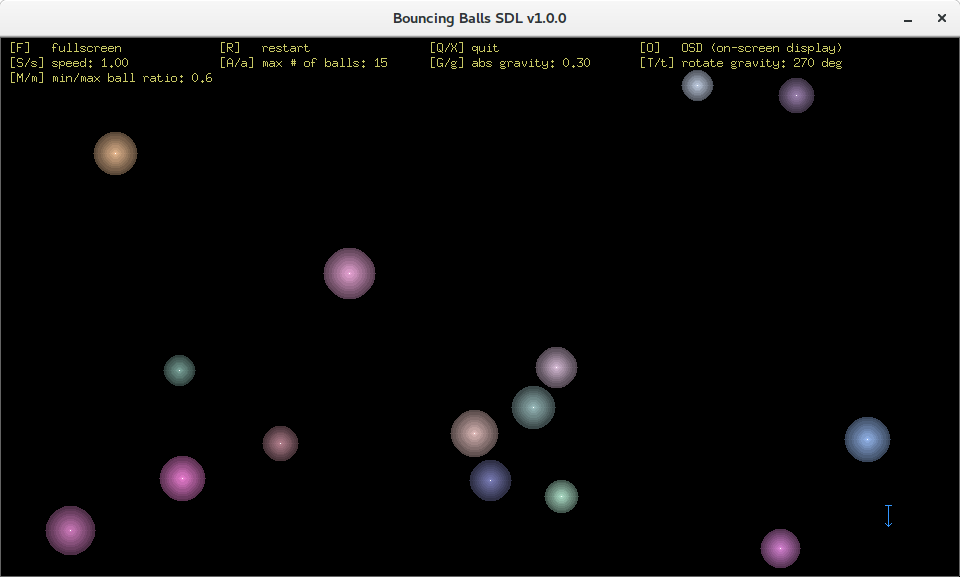 Bouncing Balls SDL v1.0.0
[F] fullscreen [R] restart [Q/X] quit [O] OSD (on-screen display)
[S/s] speed: 1.00 [A/a] max # of balls: 15 [G/g] abs gravity: 0.30 [T/t] rotate gravity: 270 deg
[M/m] min/max ball ratio: 0.6